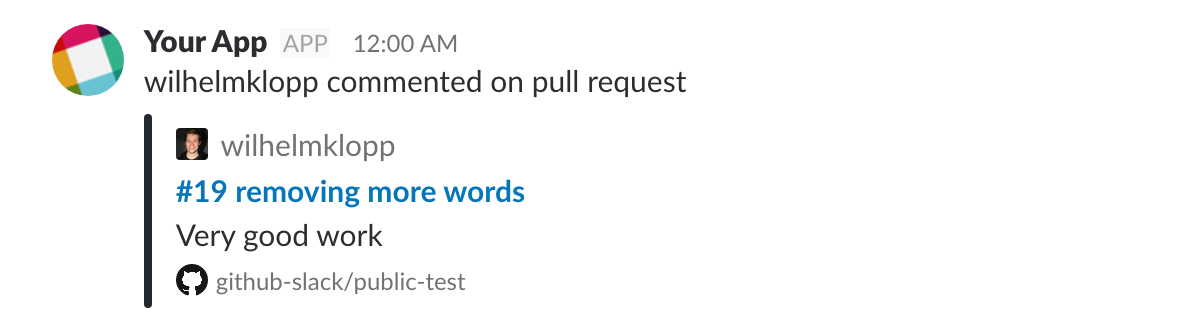 Your App APP 12:00 AM
wilhelmklopp commented on pull request
wilhelmklopp
#19 removing more words
Very good work
github-slack/public-test